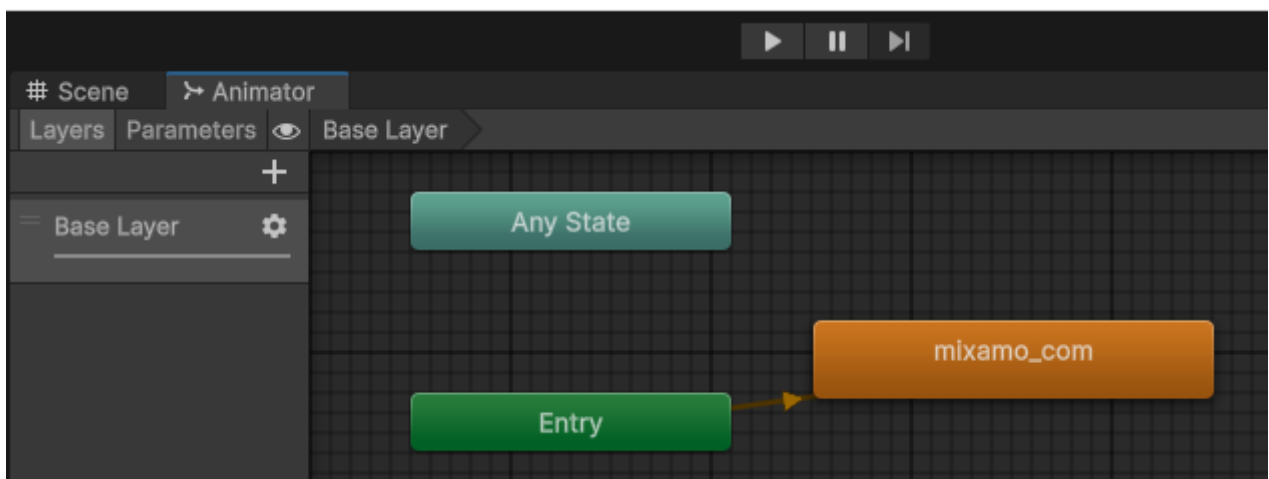 Scene
Animator
Layers
Parameters
Base Layer
Base Layer
Any State
mixamo_com
Entry